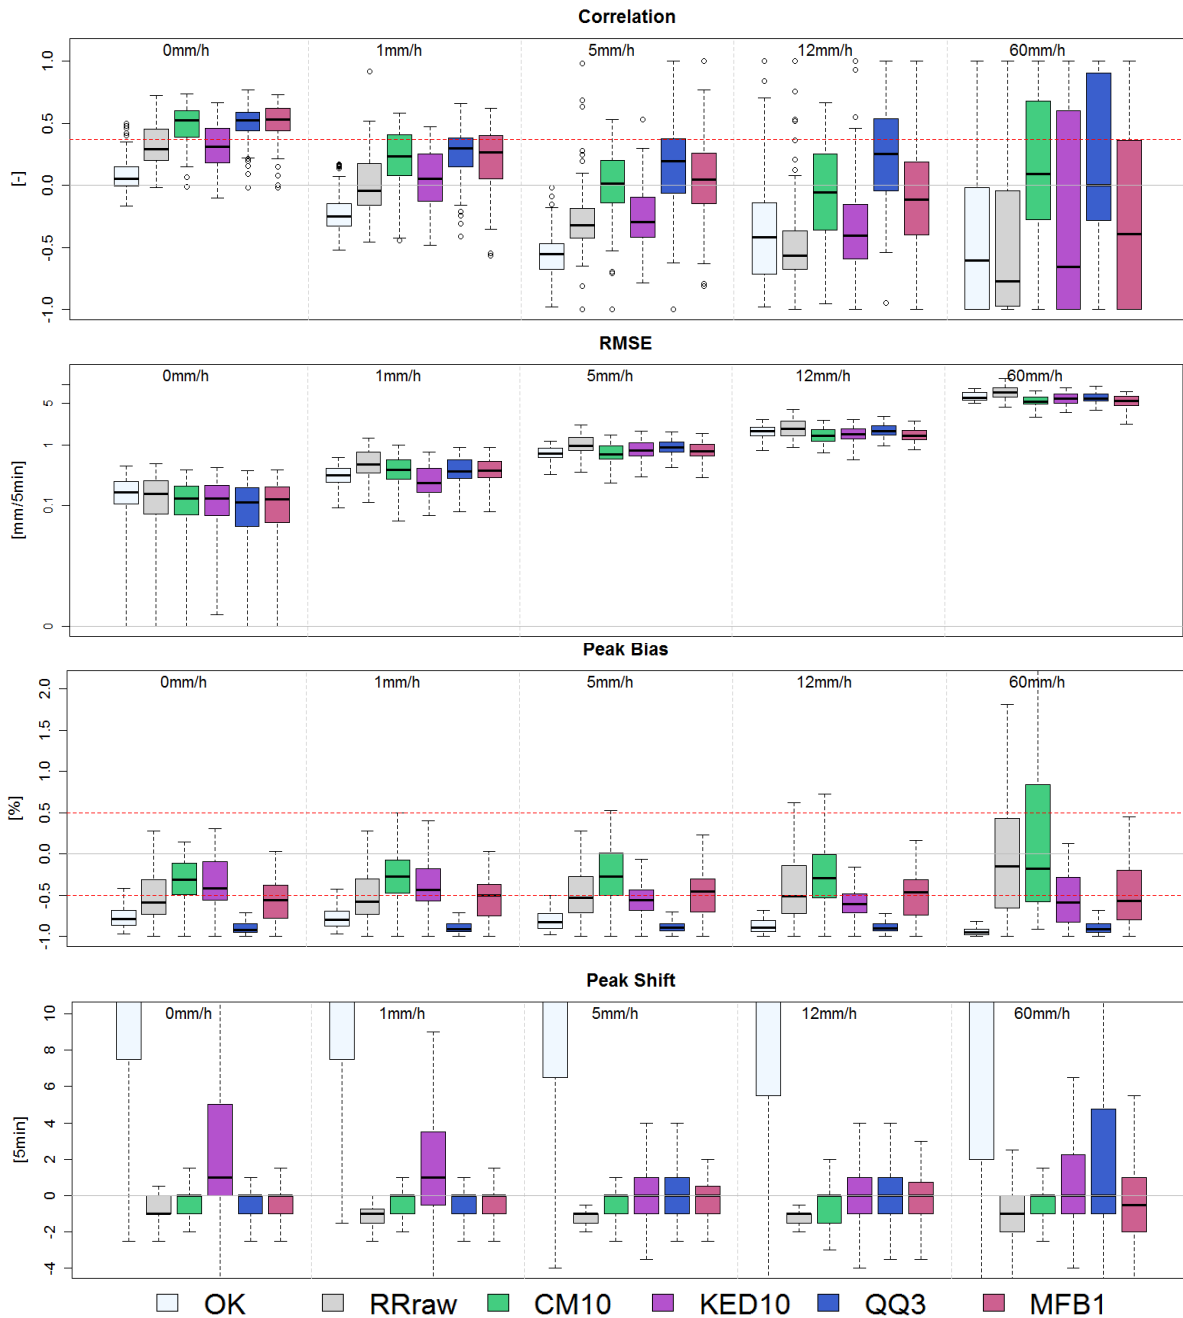 Correlation
0mm/h 1mm/h 5mm/h 12mm/h 60mm/h
1.0
0.5
0.0
-0.5
-1.0
[-]
RMSE
0mm/h 1mm/h 5mm/h 12mm/h 60mm/h
5
1
0.1
0
[mm/5min]
Peak Bias
0mm/h 1mm/h 5mm/h 12mm/h 60mm/h
2.0
1.5
1.0
0.5
0.0
-0.5
-1.0
[%]
Peak Shift
0mm/h 1mm/h 5mm/h 12mm/h 60mm/h
10
8
6
4
2
0
-2
-4
[5min]
OK RRraw CM10 KED10 QQ3 MFB1